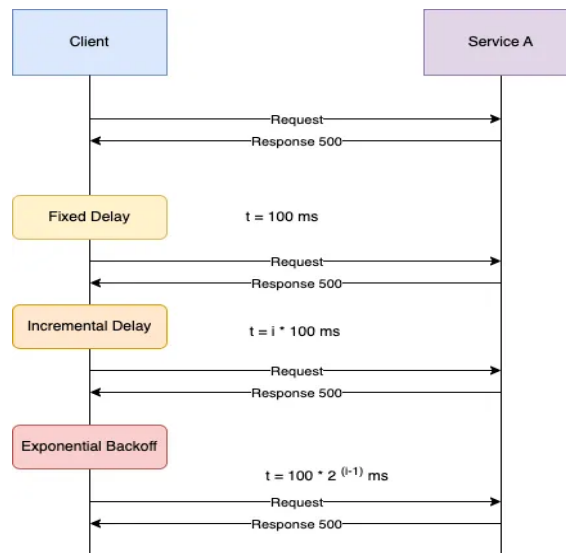 Client
Service A
Request
Response 500
Fixed Delay
t = 100 ms
Request
Response 500
Incremental Delay
t = i * 100 ms
Request
Response 500
Exponential Backoff
t = 100 * 2 (i-1) ms
Request
Response 500